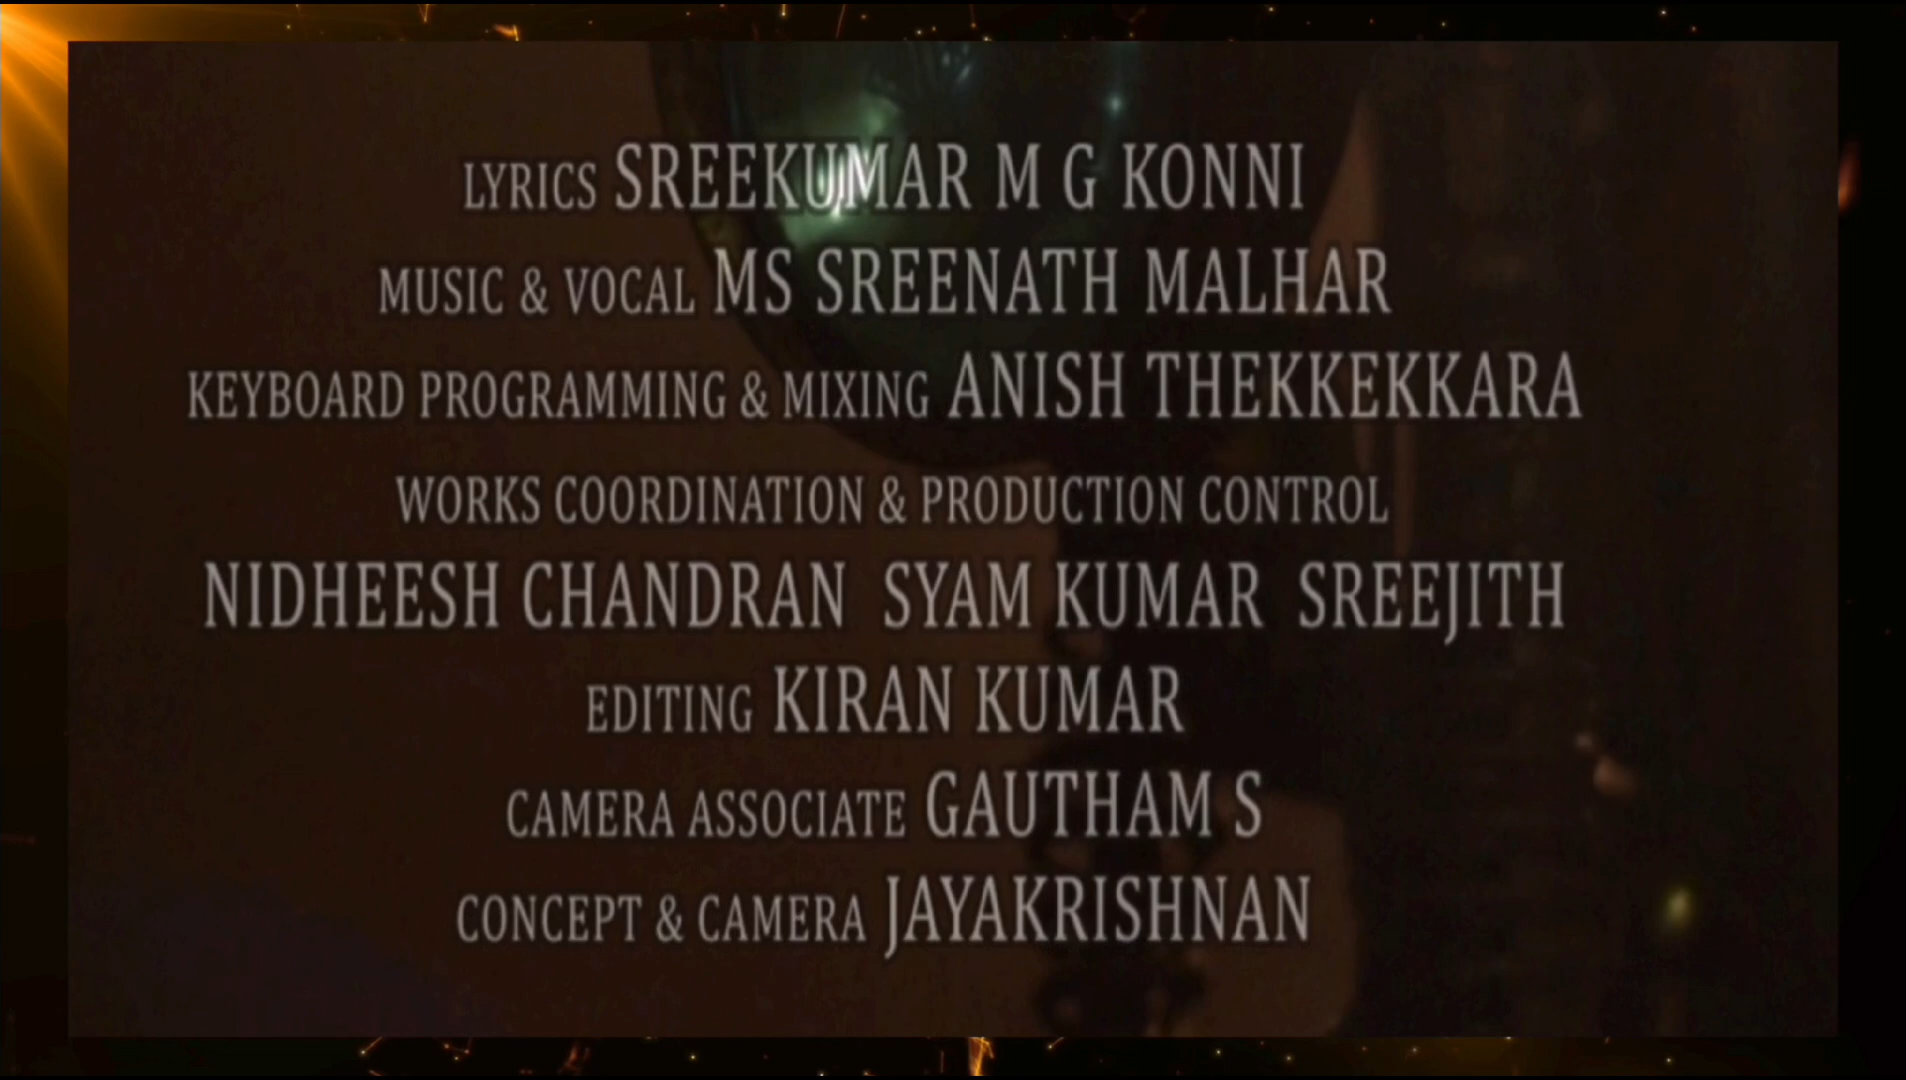 LYRICS SREEKUMAR M G KONNI
MUSIC & VOCAL MS SREENATH MALHAR
KEYBOARD PROGRAMMING & MIXING ANISH THEKKEKKARA
WORKS COORDINATION & PRODUCTION CONTROL
NIDHEESH CHANDRAN SYAM KUMAR SREEJITH
EDITING KIRAN KUMAR
CAMERA ASSOCIATE GAUTHAM S
CONCEPT & CAMERA JAYAKRISHNAN